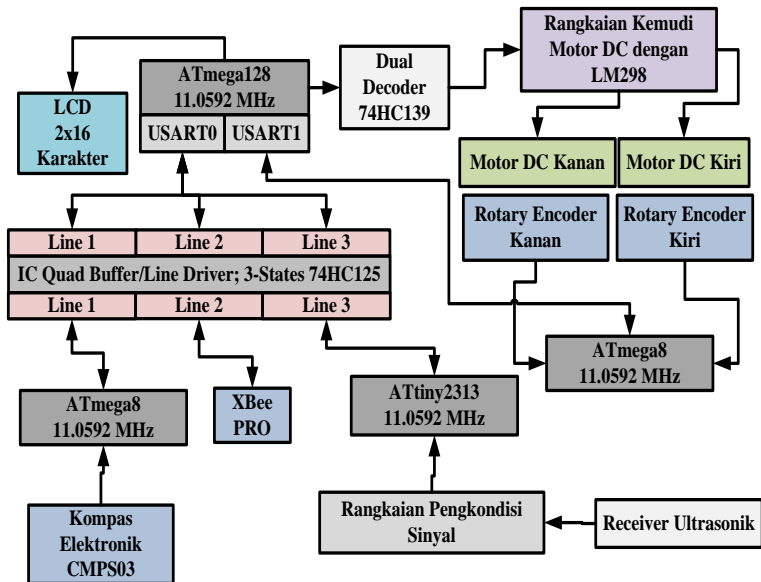 Rangkaian Kemudi
Motor DC dengan
LM298
ATmega128
11.0592 MHz
USART0
USART1
Dual
Decoder
74HC139
LCD
2x16
Karakter
Motor DC Kanan
Motor DC Kiri
Rotary Encoder
Kanan
Rotary Encoder
Kiri
Line 1
Line 2
Line 3
IC Quad Buffer/Line Driver; 3-States 74HC125
Line 1
Line 2
Line 3
ATmega8
11.0592 MHz
ATmega8
11.0592 MHz
XBee
PRO
ATtiny2313
11.0592 MHz
Kompas
Elektronik
CMPS03
Rangkaian Pengkondisi
Sinyal
Receiver Ultrasonik